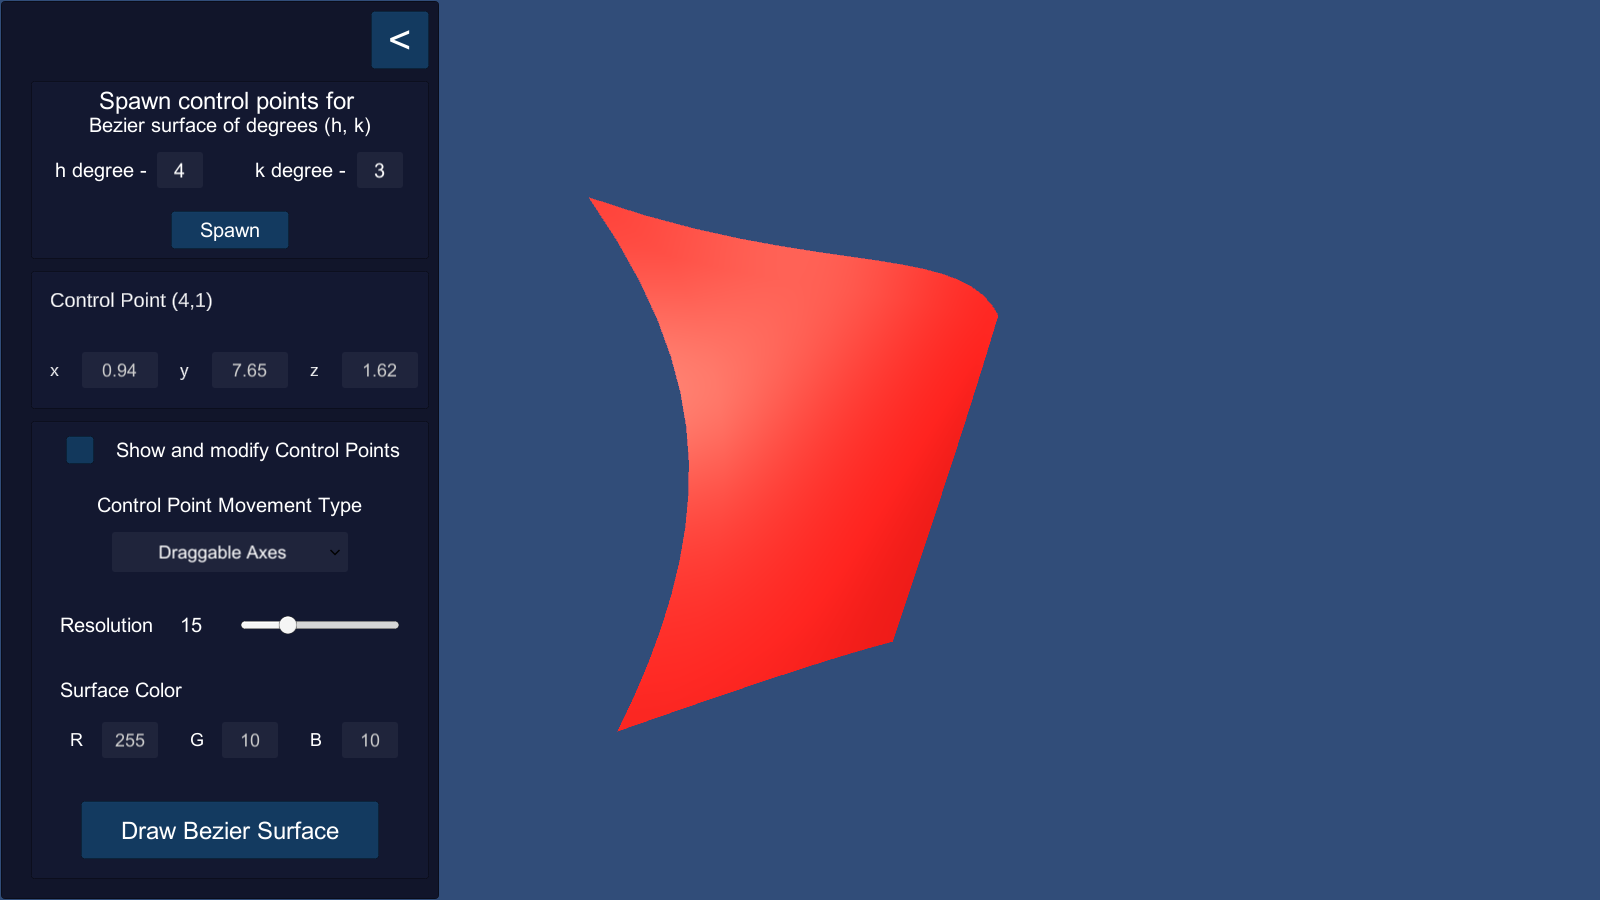 <
Spawn control points for
Bezier surface of degrees (h, k)
h degree - 4 k degree - 3
Spawn
Control Point (4,1)
x 0.94 y 7.65 z 1.62
Show and modify Control Points
Control Point Movement Type
Draggable Axes
Resolution 15
Surface Color
R 255 G 10 B 10
Draw Bezier Surface